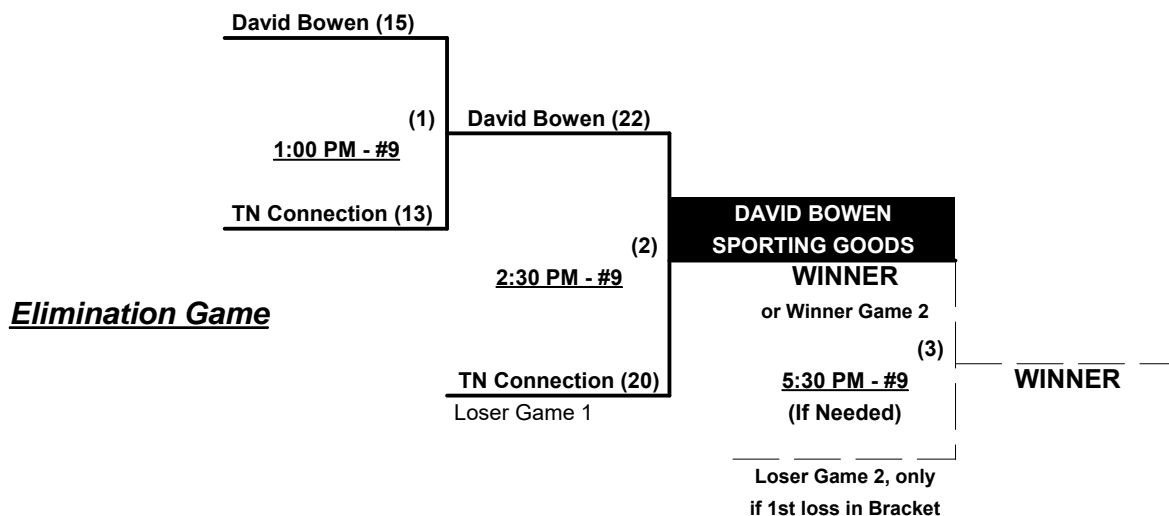 David Bowen (15)
(1)
David Bowen (22)
1:00 PM - #9
TN Connection (13)
DAVID BOWEN
SPORTING GOODS
(2)
2:30 PM - #9
WINNER
or Winner Game 2
Elimination Game
(3)
TN Connection (20)
5:30 PM - #9
WINNER
Loser Game 1
(If Needed)
Loser Game 2, only
if 1st loss in Bracket